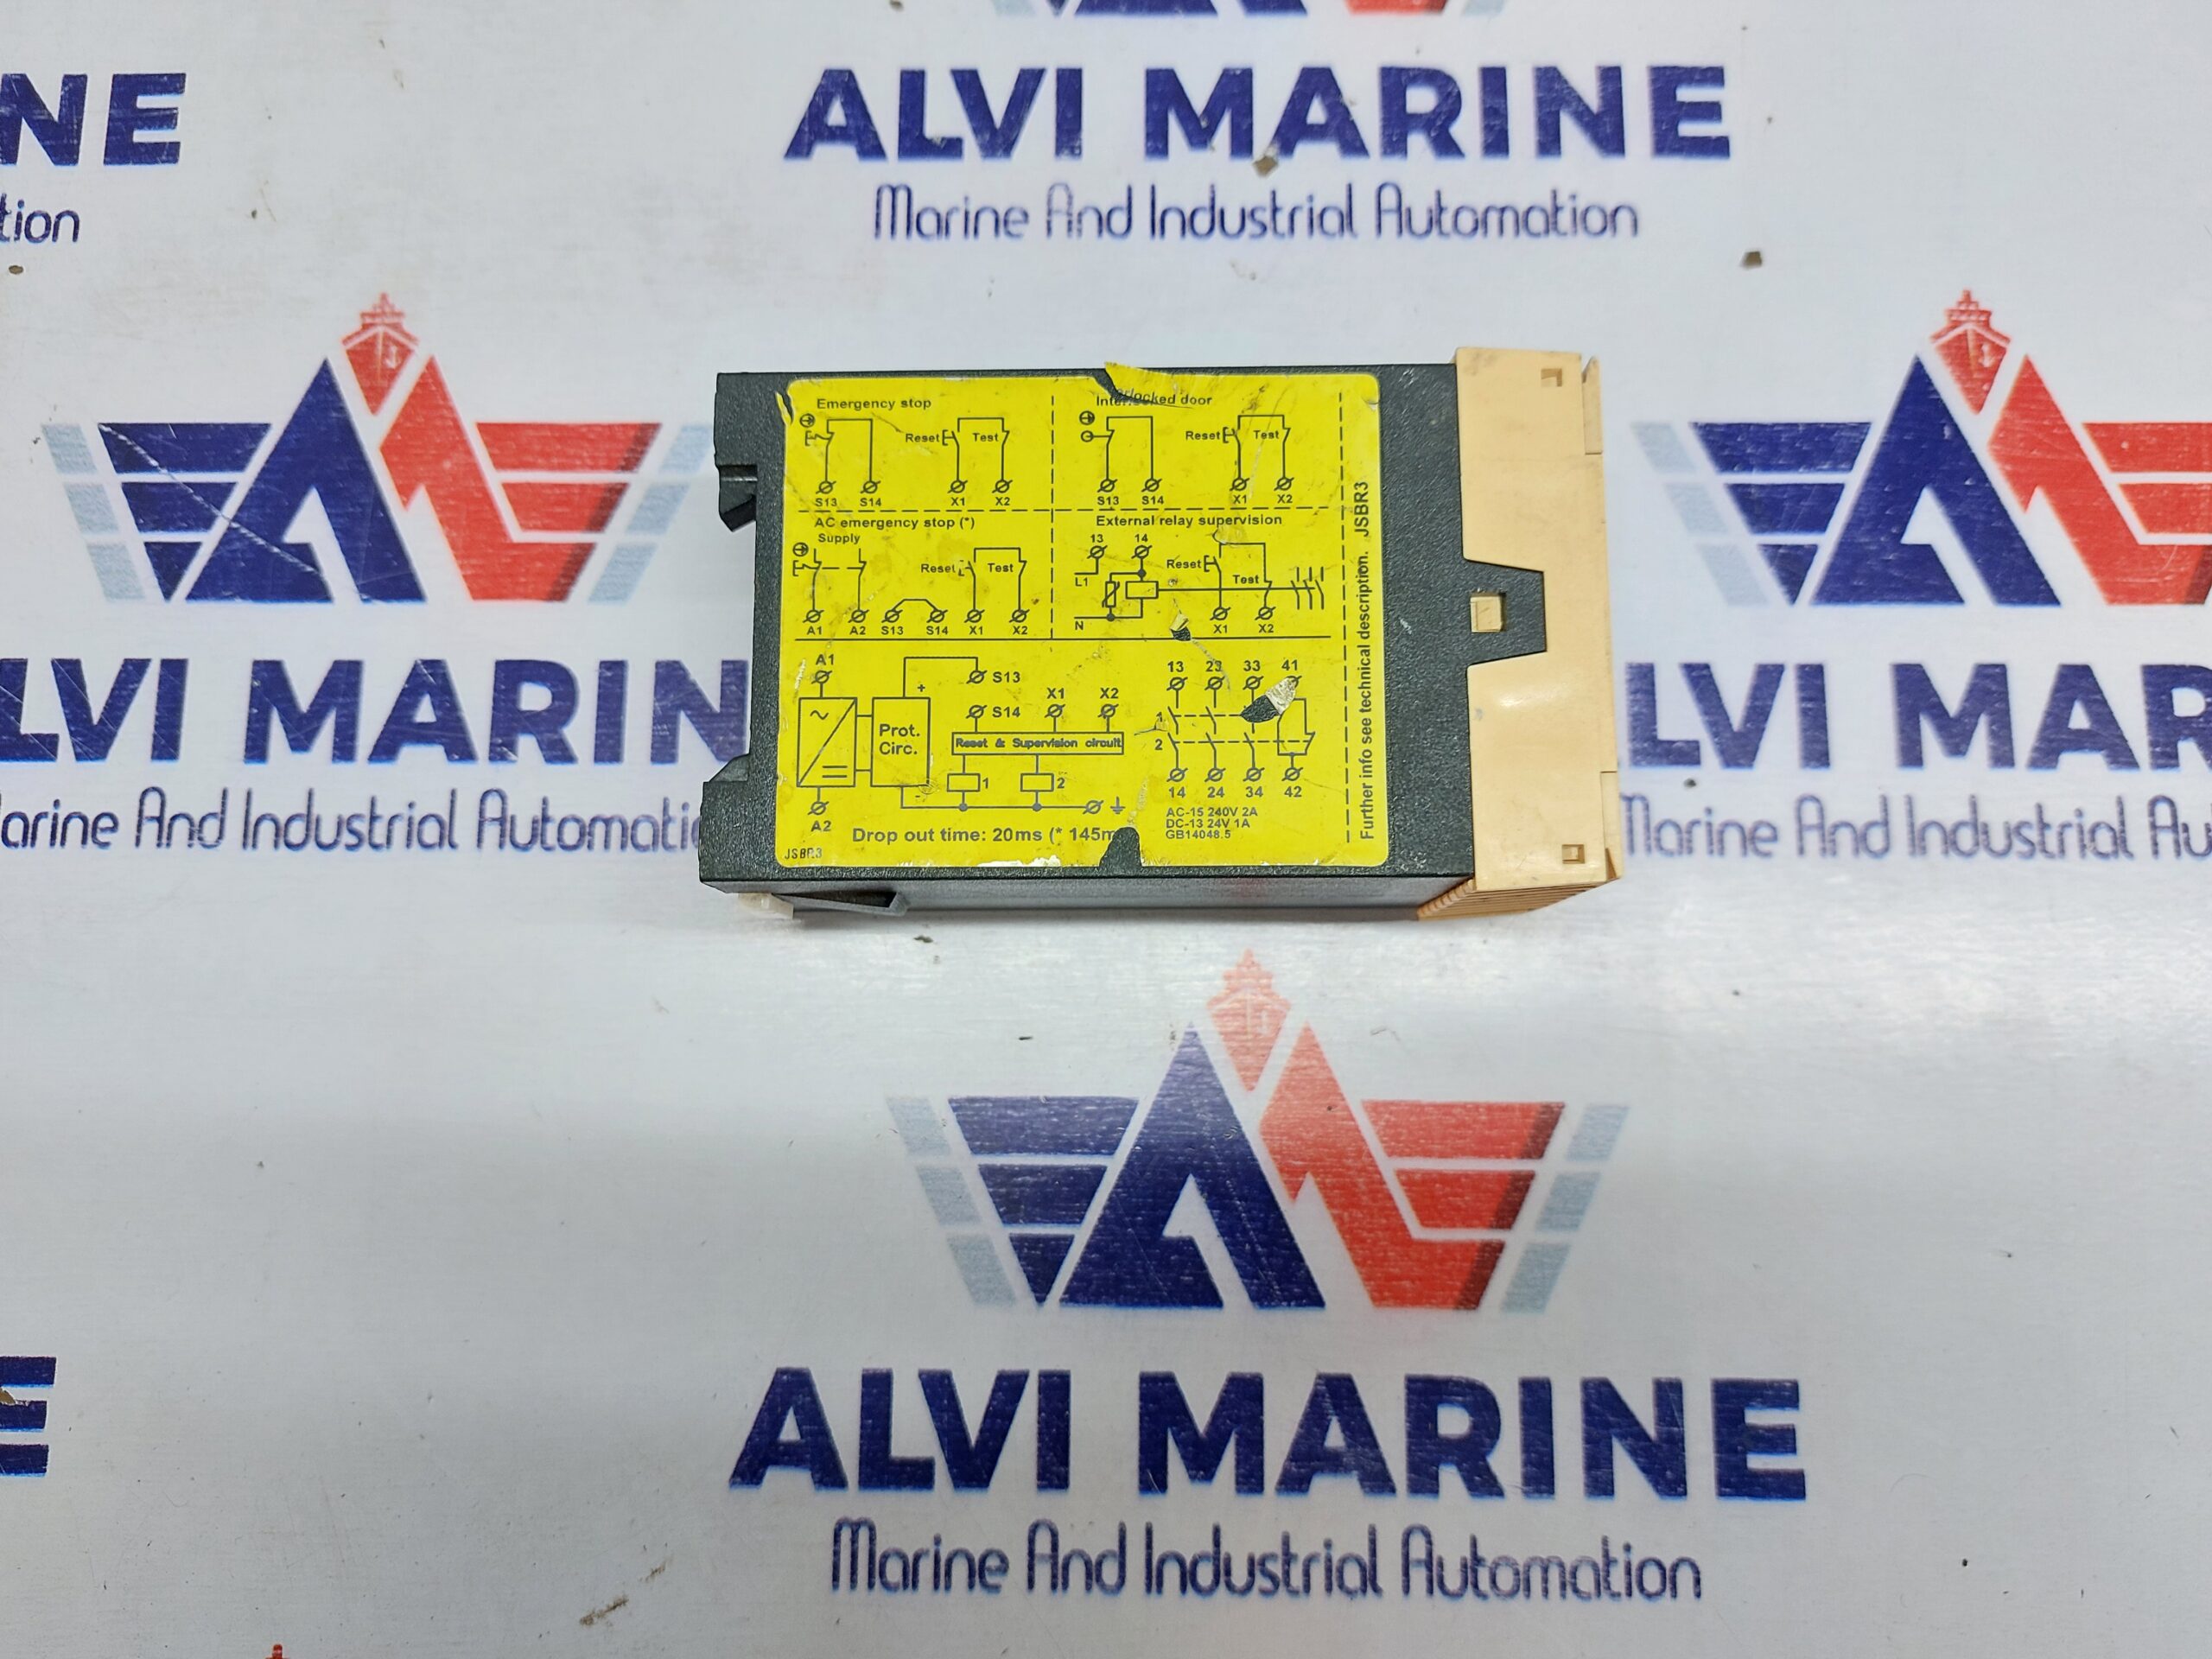 NE
ALVI MARINE
tion
Marine And Industrial Automation
Emergency stop
Reset
Test
S13 S14 X1 X2
door
Reset
Test
S13 S14 X1 X2
AC emergency stop (*)
Supply
Reset
Test
A1 A2 S13 S14 X1 X2
External relay supervision
13 14
L1
Reset
Test
N
X1 X2
A1
S13
+
~
X1 X2
S14
Prot.
Circ.
Reset & Supervision circuit
1 2
-
A2
Drop out time: 20ms (* 145m
JSBR3
13 23 33 41
1
2
14 24 34 42
AC-15 240V 2A
DC-13 24V 1A
GB14048.5
Further info see technical description. JSBR3
LVI MARIN
arine And Industrial Automatio
LVI MAR
Marine And Industrial Au
E
ALVI MARINE
Marine And Industrial Automation